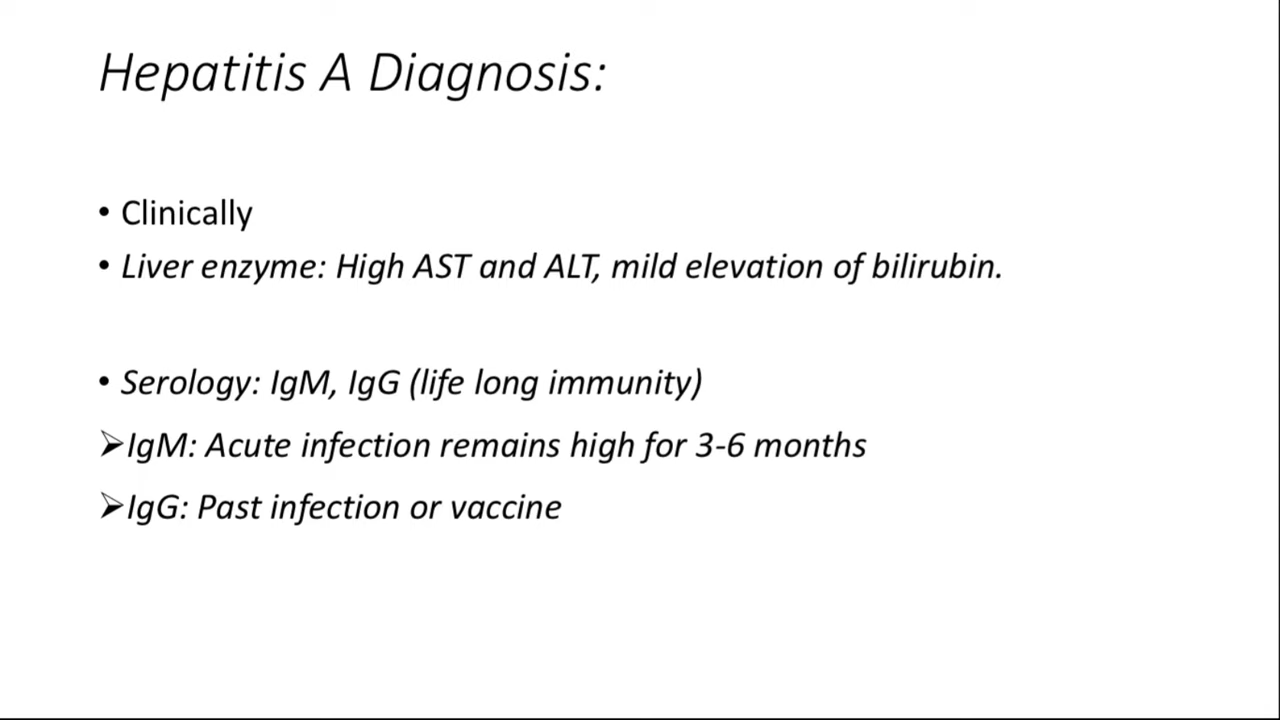 Hepatitis A Diagnosis:
• Clinically
• Liver enzyme: High AST and ALT, mild elevation of bilirubin.
• Serology: IgM, IgG (life long immunity)
➢IgM: Acute infection remains high for 3-6 months
➢IgG: Past infection or vaccine